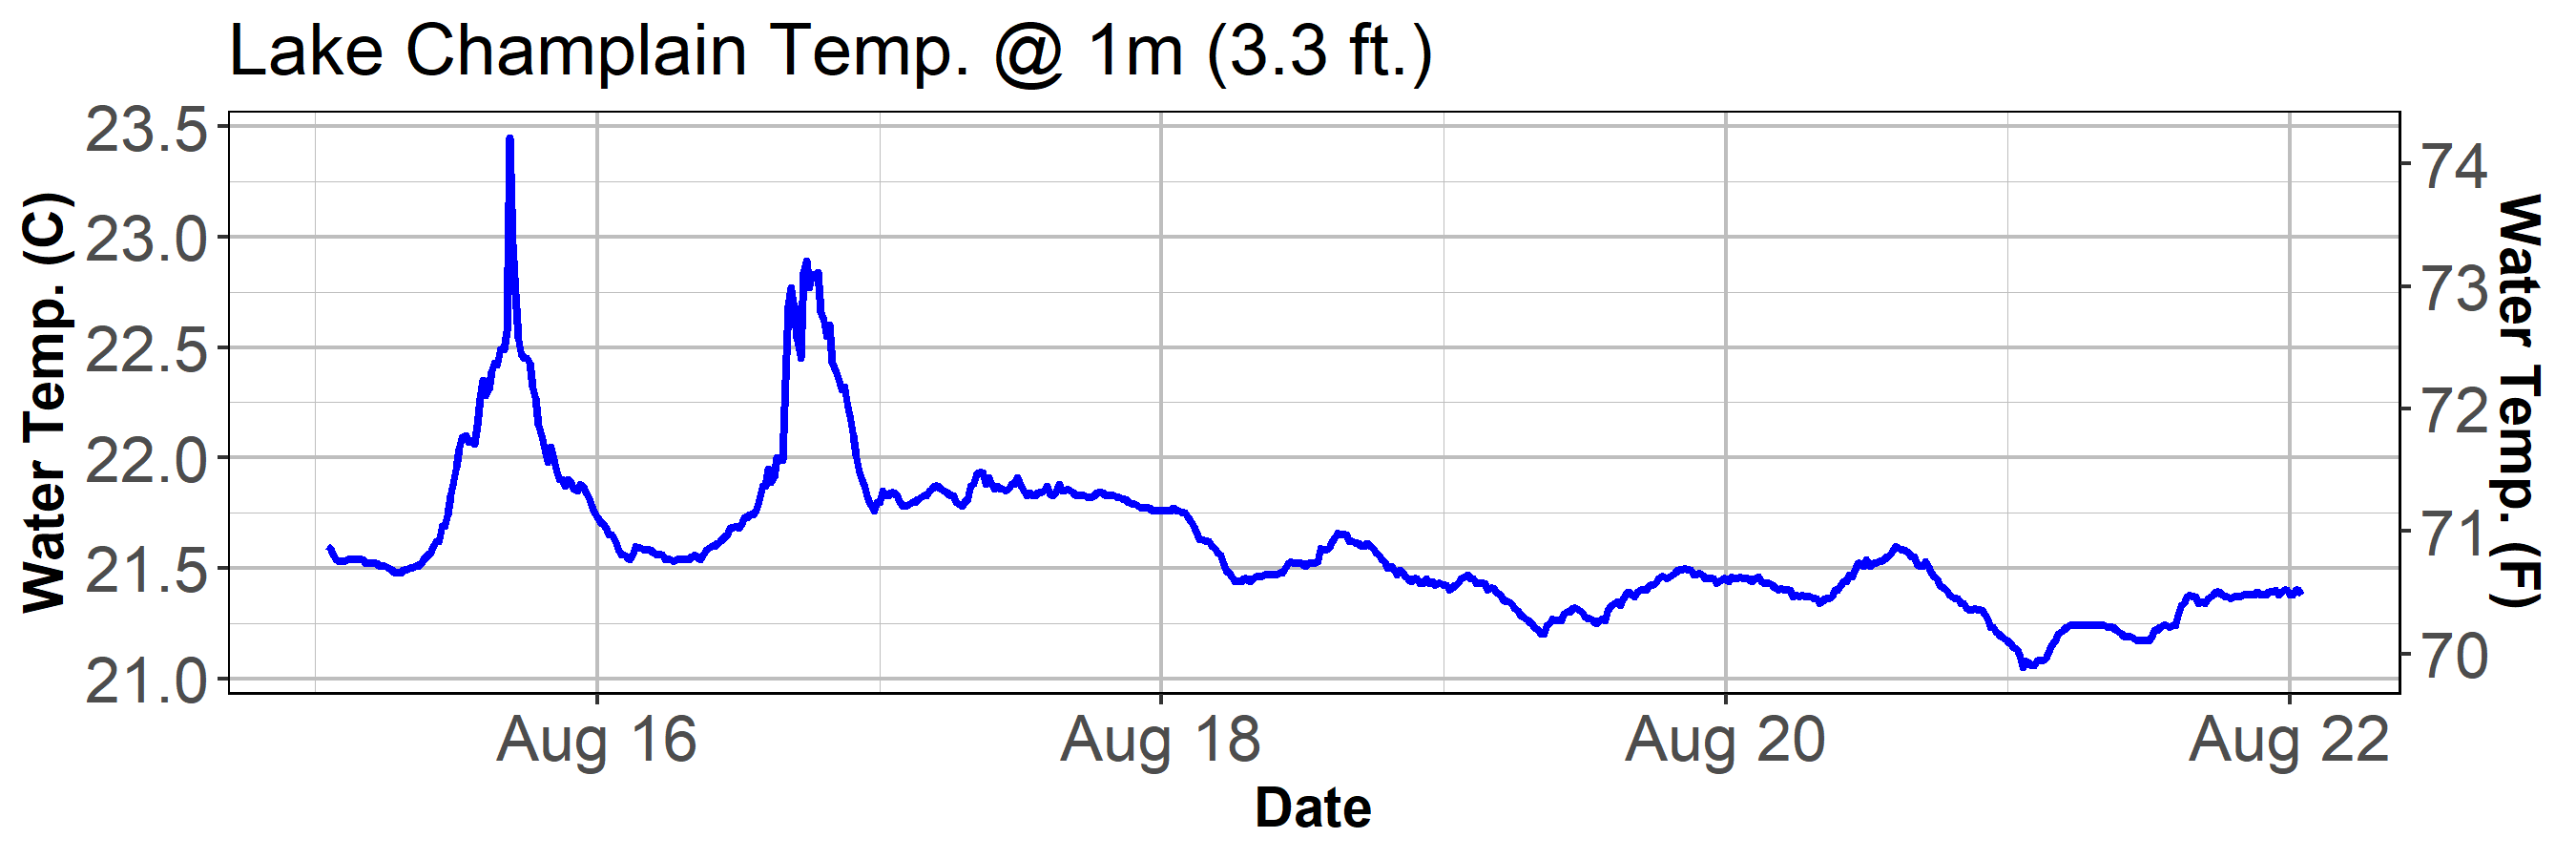 Lake Champlain Temp. @ 1m (3.3 ft.)
Water Temp. (C)
23.5
23.0
22.5
22.0
21.5
21.0
74
73
72
71
70
Water Temp. (F)
Aug 16 Aug 18 Aug 20 Aug 22
Date